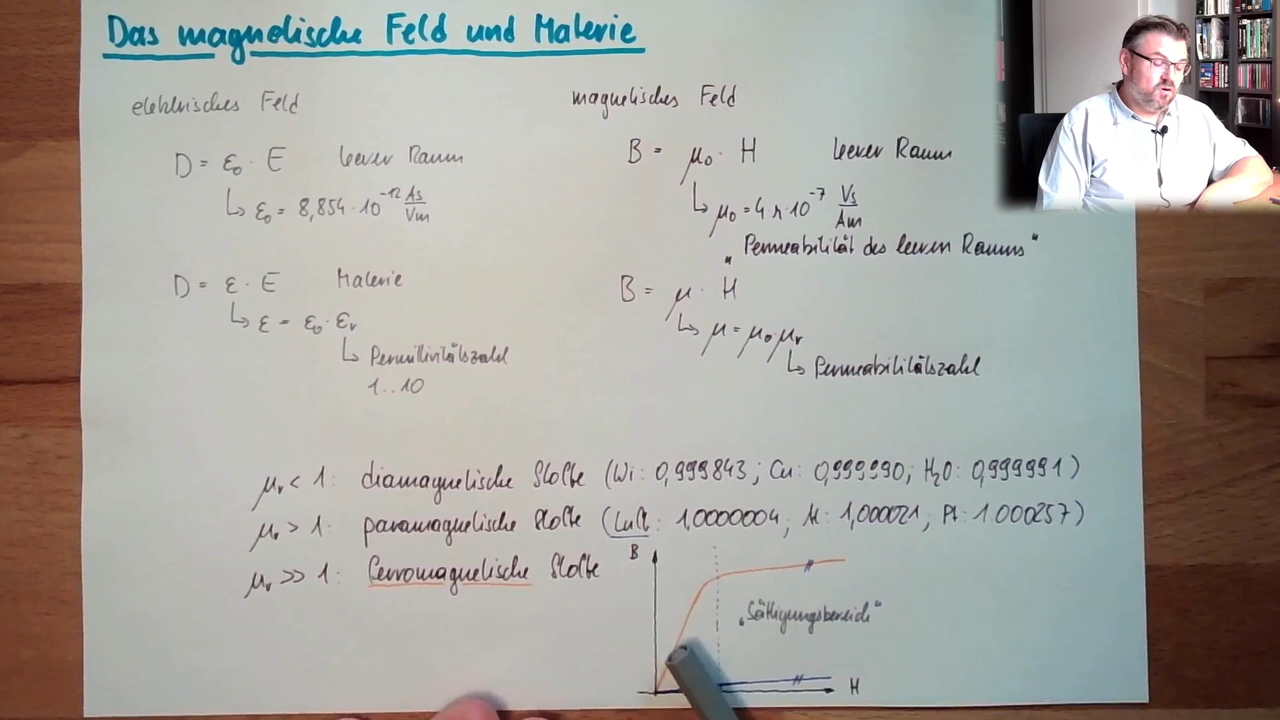 Das magnetische Feld und Materie
elektrisches Feld
D = ε₀ · E leerer Raum
↳ ε₀ = 8,854 · 10⁻¹² As/Vm
D = ε · E Materie
↳ ε = ε₀ · εᵣ
↳ Permittivitätszahl
1..10
magnetisches Feld
B = μ₀ · H leerer Raum
↳ μ₀ = 4 · π · 10⁻⁷ Vs/Am
„Permeabilität des leeren Raums"
B = μ · H
↳ μ = μ₀ · μᵣ
↳ Permeabilitätszahl
μᵣ < 1: diamagnetische Stoffe (Wi: 0,999843; Cu: 0,999990; H₂O: 0,999991)
μᵣ > 1: paramagnetische Stoffe (Luft: 1,0000004, Al: 1,000021, Pt: 1.000257)
μᵣ >> 1: ferromagnetische Stoffe
B
„Sättigungsbereich"
H